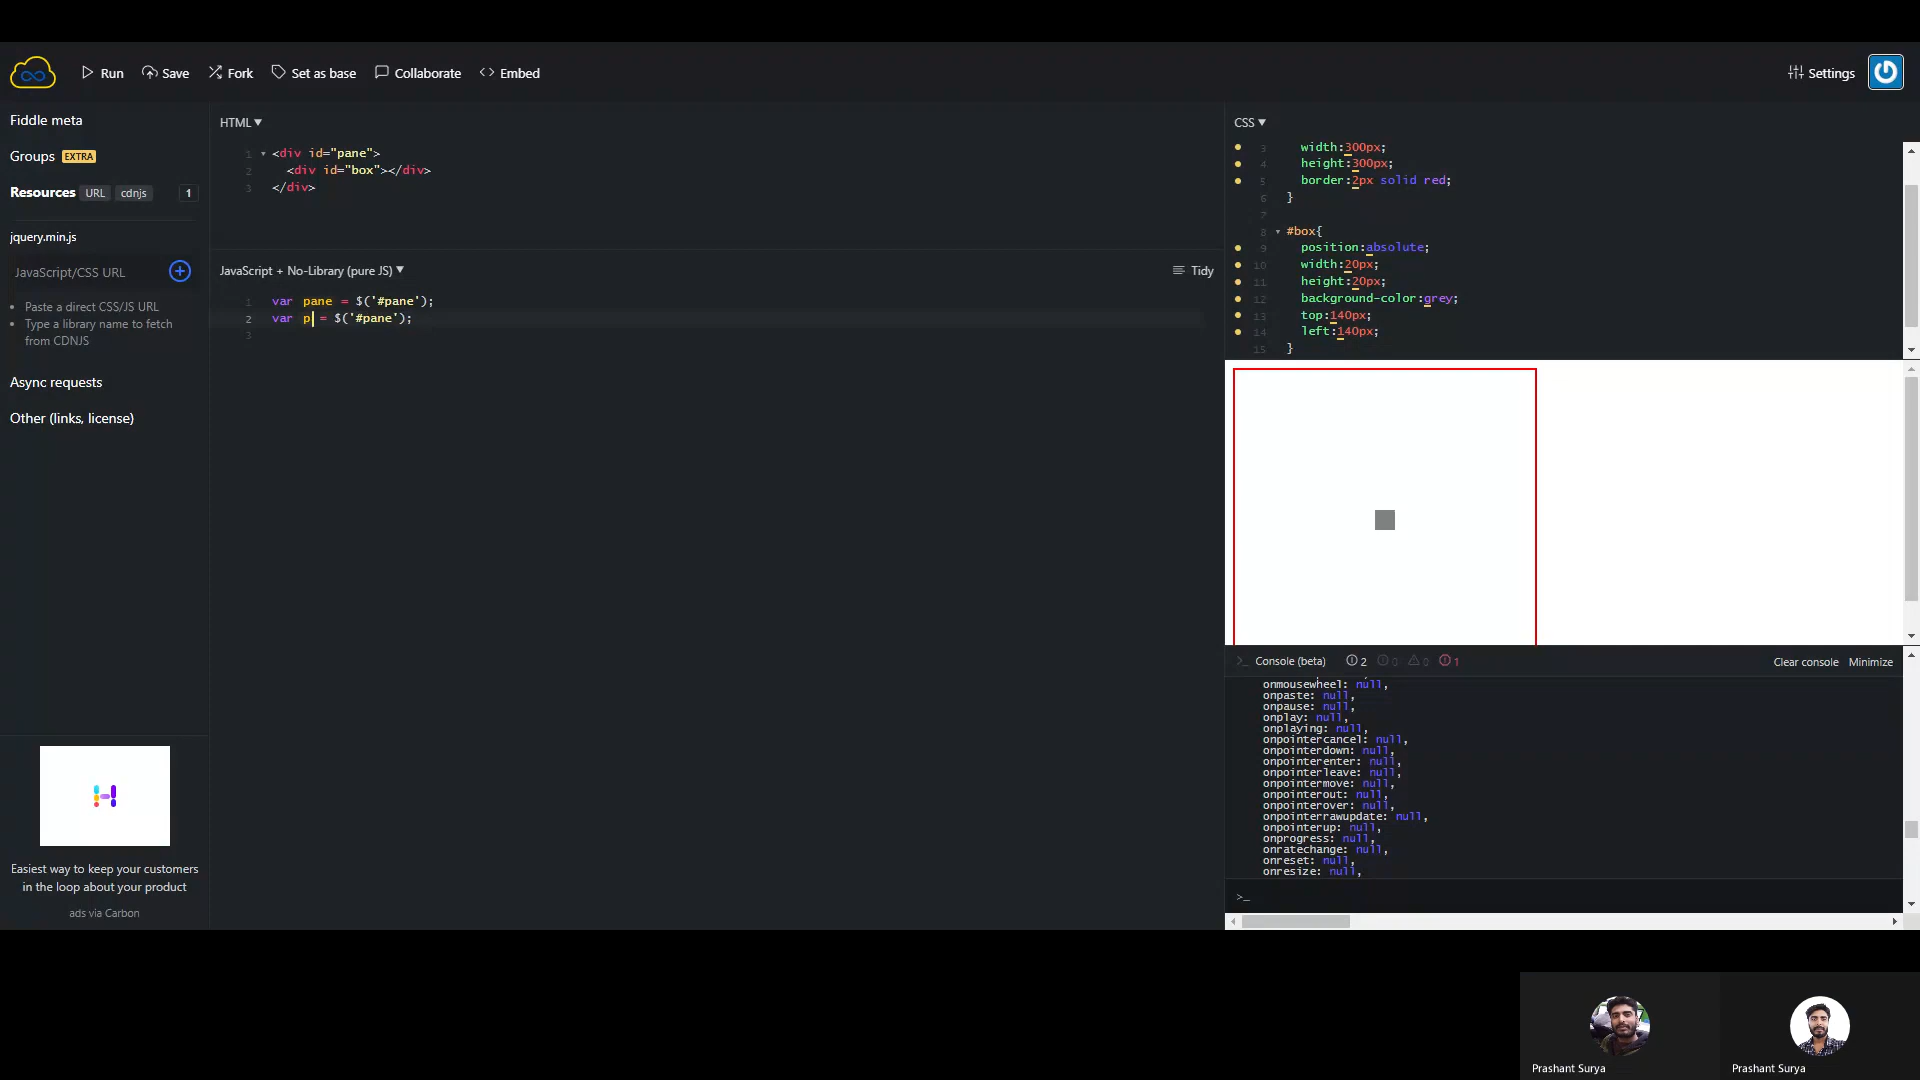 Run
Save
Fork
Set as base
Collaborate
Embed
Settings
Fiddle meta
Groups EXTRA
Resources URL cdnjs 1
jquery.min.js
JavaScript/CSS URL
Paste a direct CSS/JS URL
Type a library name to fetch
from CDNJS
Async requests
Other (links, license)
Easiest way to keep your customers
in the loop about your product
ads via Carbon
HTML
1 <div id="pane">
2 <div id="box"></div>
3 </div>
JavaScript + No-Library (pure JS)
Tidy
1 var pane = $('#pane');
2 var p = $('#pane');
3
CSS
3 width:300px;
4 height:300px;
5 border:2px solid red;
6 }
7
8 #box{
9 position:absolute;
10 width:20px;
11 height:20px;
12 background-color:grey;
13 top:140px;
14 left:140px;
15 }
Console (beta) 2 0 0 1
Clear console Minimize
onmousewheel: null,
onpaste: null,
onpause: null,
onplay: null,
onplaying: null,
onpointercancel: null,
onpointerdown: null,
onpointerenter: null,
onpointerleave: null,
onpointermove: null,
onpointerout: null,
onpointerover: null,
onpointerrawupdate: null,
onpointerup: null,
onprogress: null,
onratechange: null,
onreset: null,
onresize: null,
>_
Prashant Surya
Prashant Surya